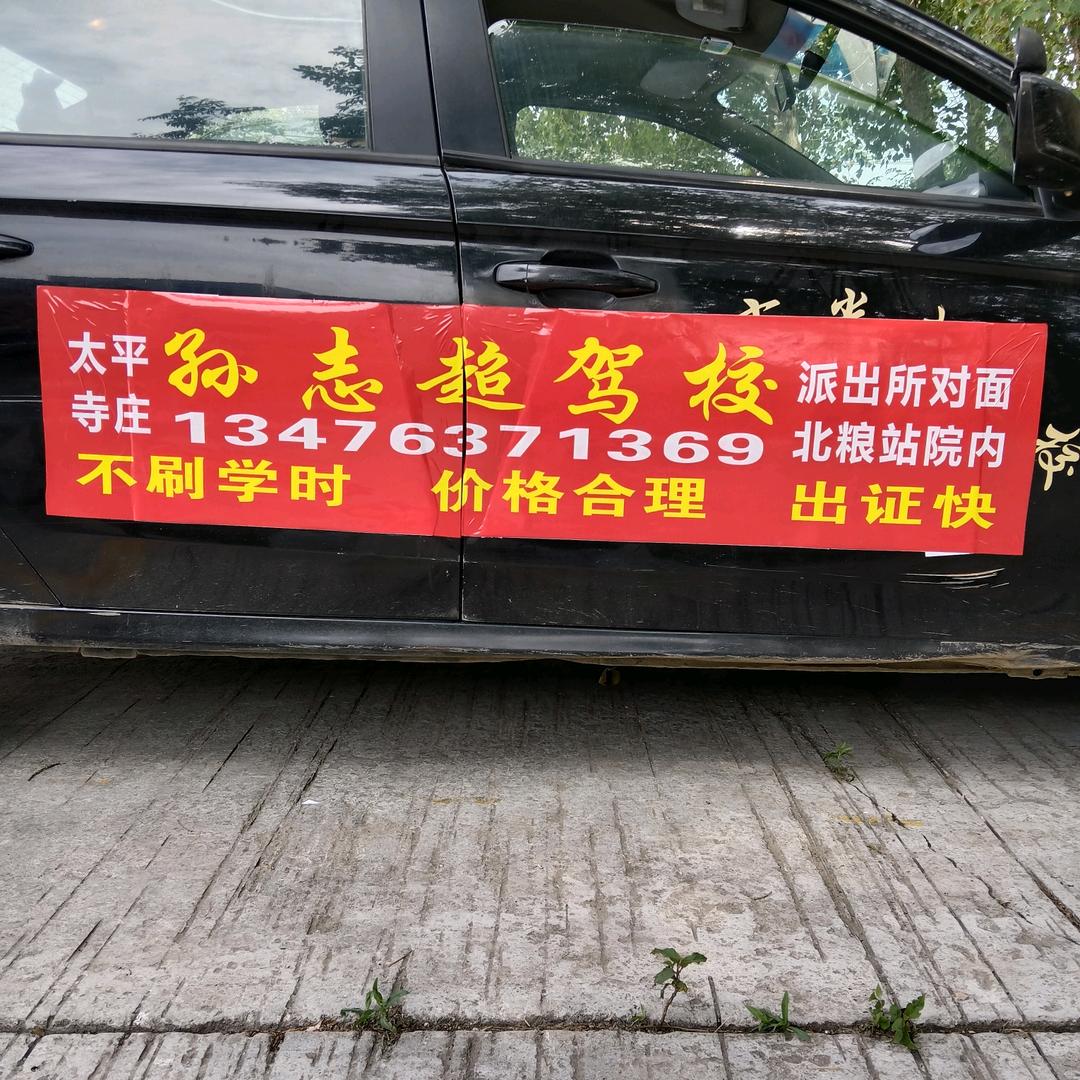 太平
寺庄
孙志超驾校
13476371369
派出所对面
北粮站院内
不刷学时 价格合理 出证快